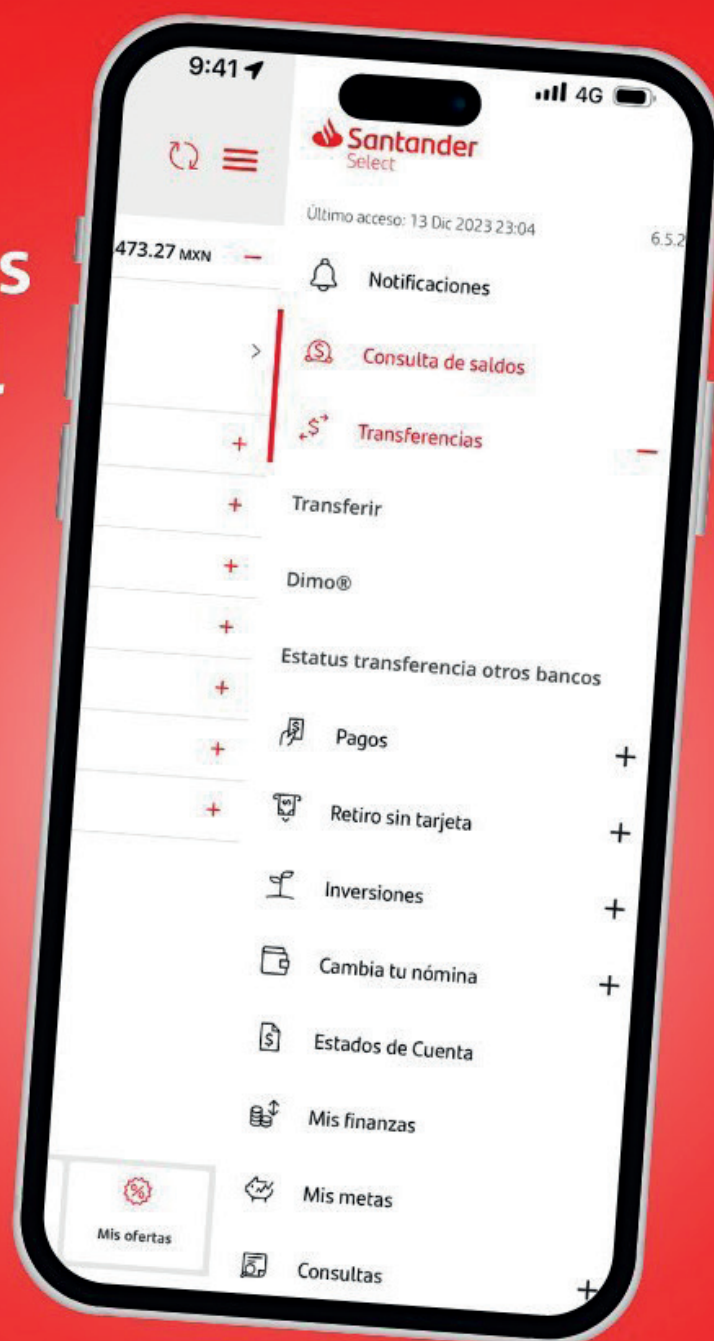 9:41
4G
Santander
Select
Último acceso: 13 Dic 2023 23:04
6.5.2
473.27 MXN
Notificaciones
Consulta de saldos
Transferencias
Transferir
Dimo®
Estatus transferencia otros bancos
Pagos
Retiro sin tarjeta
Inversiones
Cambia tu nómina
Estados de Cuenta
Mis finanzas
Mis metas
Mis ofertas
Consultas